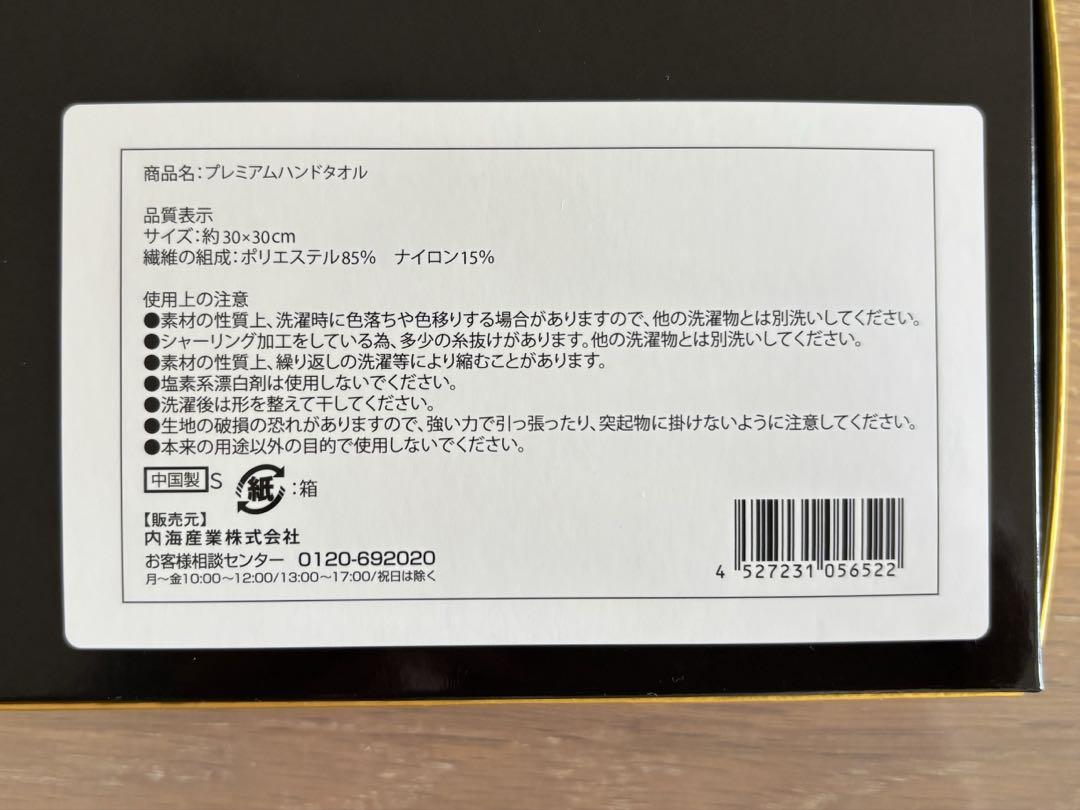 商品名:プレミアムハンドタオル
品質表示
サイズ:約30×30cm
繊維の組成:ポリエステル85% ナイロン15%
使用上の注意
●素材の性質上、洗濯時に色落ちや色移りする場合がありますので、他の洗濯物とは別洗いしてください。
●シャーリング加工をしている為、多少の糸抜けがあります。他の洗濯物とは別洗いしてください。
●素材の性質上、繰り返しの洗濯等により縮むことがあります。
●塩素系漂白剤は使用しないでください。
●洗濯後は形を整えて干してください。
●生地の破損の恐れがありますので、強い力で引っ張ったり、突起物に掛けないように注意してください。
●本来の用途以外の目的で使用しないでください。
中国製 S 紙 :箱
【販売元】
内海産業株式会社
お客様相談センター 0120-692020
月～金10:00～12:00/13:00～17:00/祝日は除く
4 527231 056522